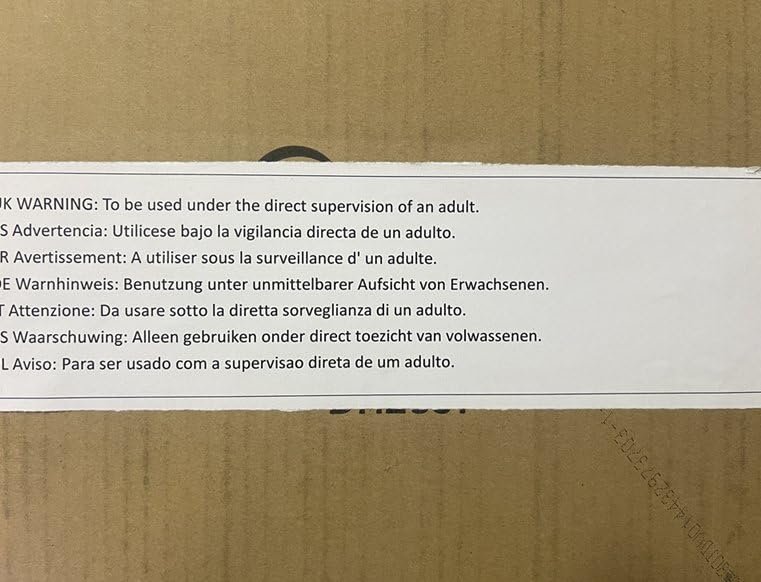 UK WARNING: To be used under the direct supervision of an adult.
S Advertencia: Utilicese bajo la vigilancia directa de un adulto.
R Avertissement: A utiliser sous la surveillance d' un adulte.
DE Warnhinweis: Benutzung unter unmittelbarer Aufsicht von Erwachsenen.
T Attenzione: Da usare sotto la diretta sorveglianza di un adulto.
S Waarschuwing: Alleen gebruiken onder direct toezicht van volwassenen.
L Aviso: Para ser usado com a supervisao direta de um adulto.